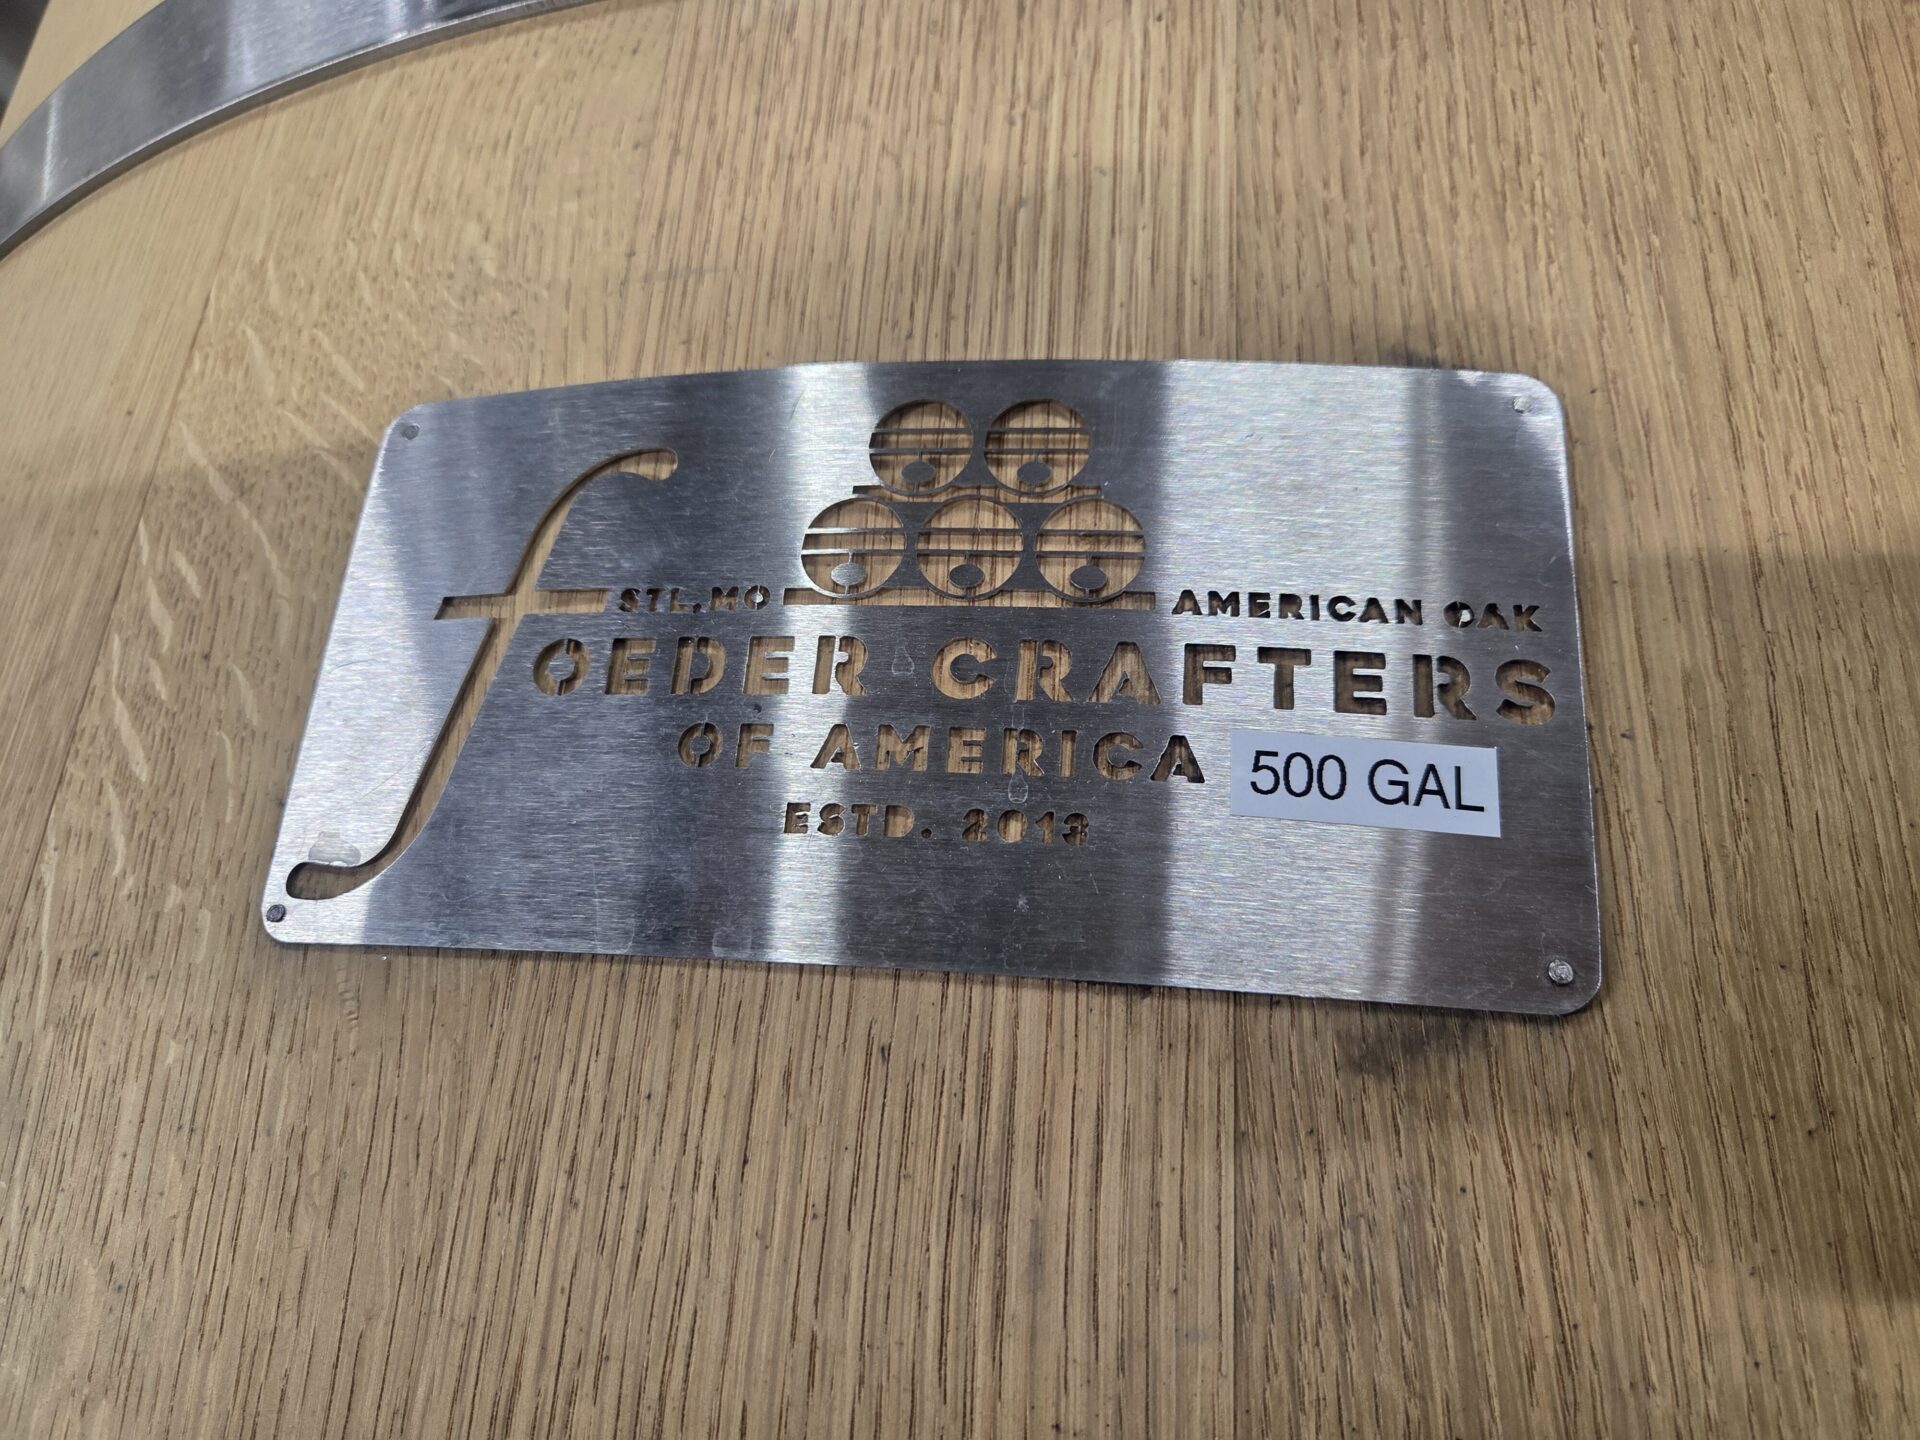 STL, MO AMERICAN OAK
fOEDER CRAFTERS
OF AMERICA
500 GAL
ESTD. 2013